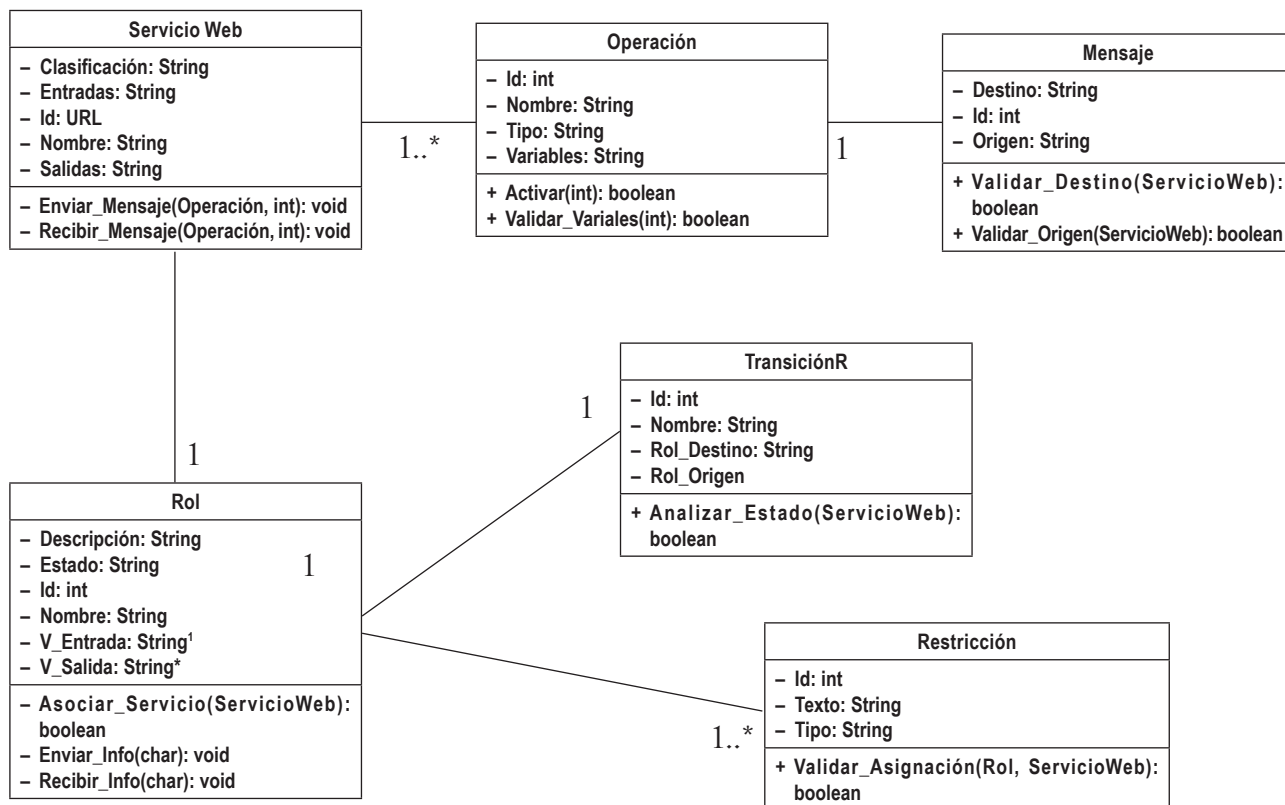 Servicio Web
– Clasificación: String
– Entradas: String
– Id: URL
– Nombre: String
– Salidas: String
– Enviar_Mensaje(Operación, int): void
– Recibir_Mensaje(Operación, int): void
1..*
Operación
– Id: int
– Nombre: String
– Tipo: String
– Variables: String
+ Activar(int): boolean
+ Validar_Variales(int): boolean
1
Mensaje
– Destino: String
– Id: int
– Origen: String
+ Validar_Destino(ServicioWeb):
boolean
+ Validar_Origen(ServicioWeb): boolean
1
TransiciónR
– Id: int
– Nombre: String
– Rol_Destino: String
– Rol_Origen
+ Analizar_Estado(ServicioWeb):
boolean
1
Rol
– Descripción: String
– Estado: String
– Id: int
– Nombre: String
– V_Entrada: String¹
– V_Salida: String*
– Asociar_Servicio(ServicioWeb):
boolean
– Enviar_Info(char): void
– Recibir_Info(char): void
1
1..*
Restricción
– Id: int
– Texto: String
– Tipo: String
+ Validar_Asignación(Rol, ServicioWeb):
boolean